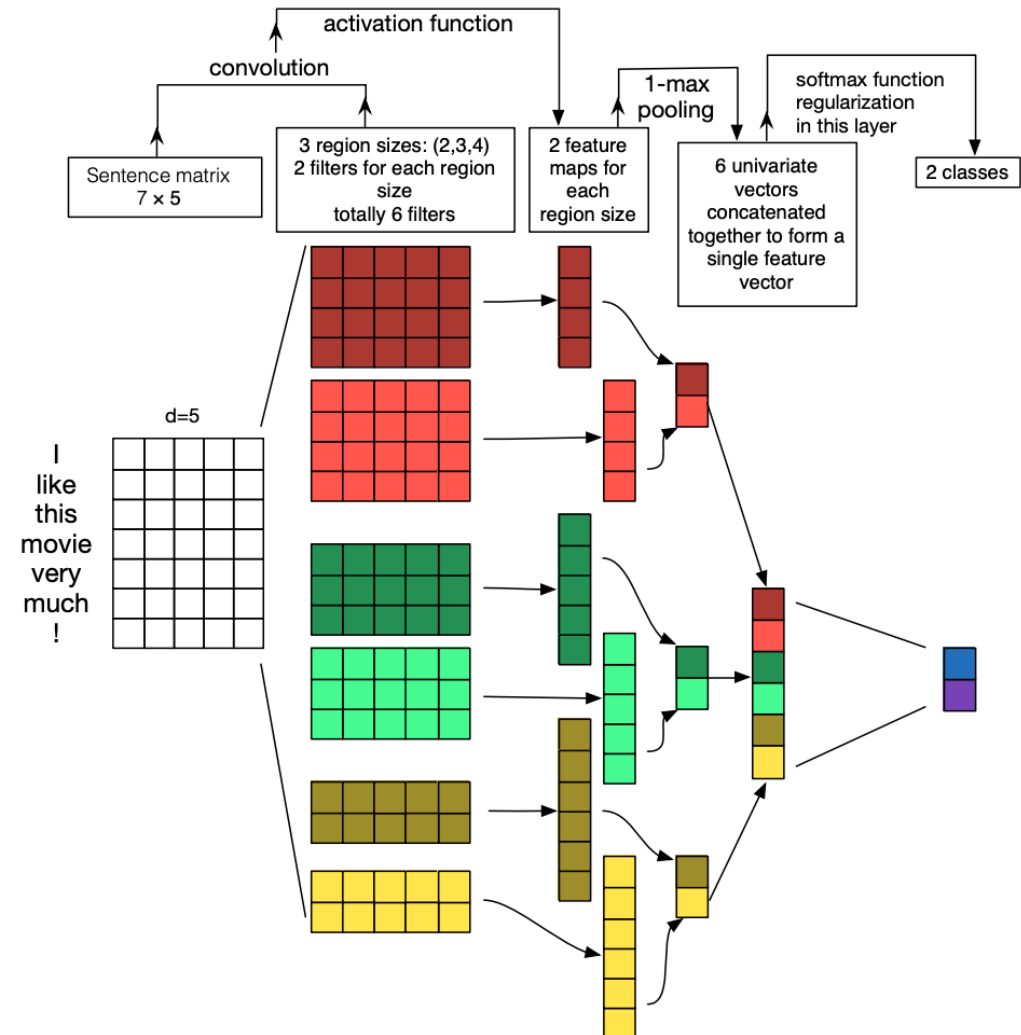 activation function
convolution
1-max
pooling
softmax function
regularization
in this layer
Sentence matrix
7 × 5
3 region sizes: (2,3,4)
2 filters for each region
size
totally 6 filters
2 feature
maps for
each
region size
6 univariate
vectors
concatenated
together to form a
single feature
vector
2 classes
d=5
I
like
this
movie
very
much
!